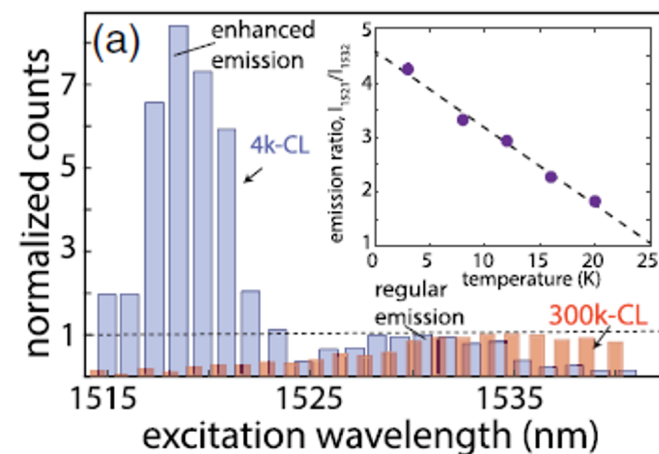 (a)
enhanced
emission
4k-CL
normalized counts
7
5
3
1
1515
1525
1535
excitation wavelength (nm)
regular
emission
300k-CL
emission ratio, I1521/I1532
5
4
3
2
1
0
5
10
15
20
25
temperature (K)